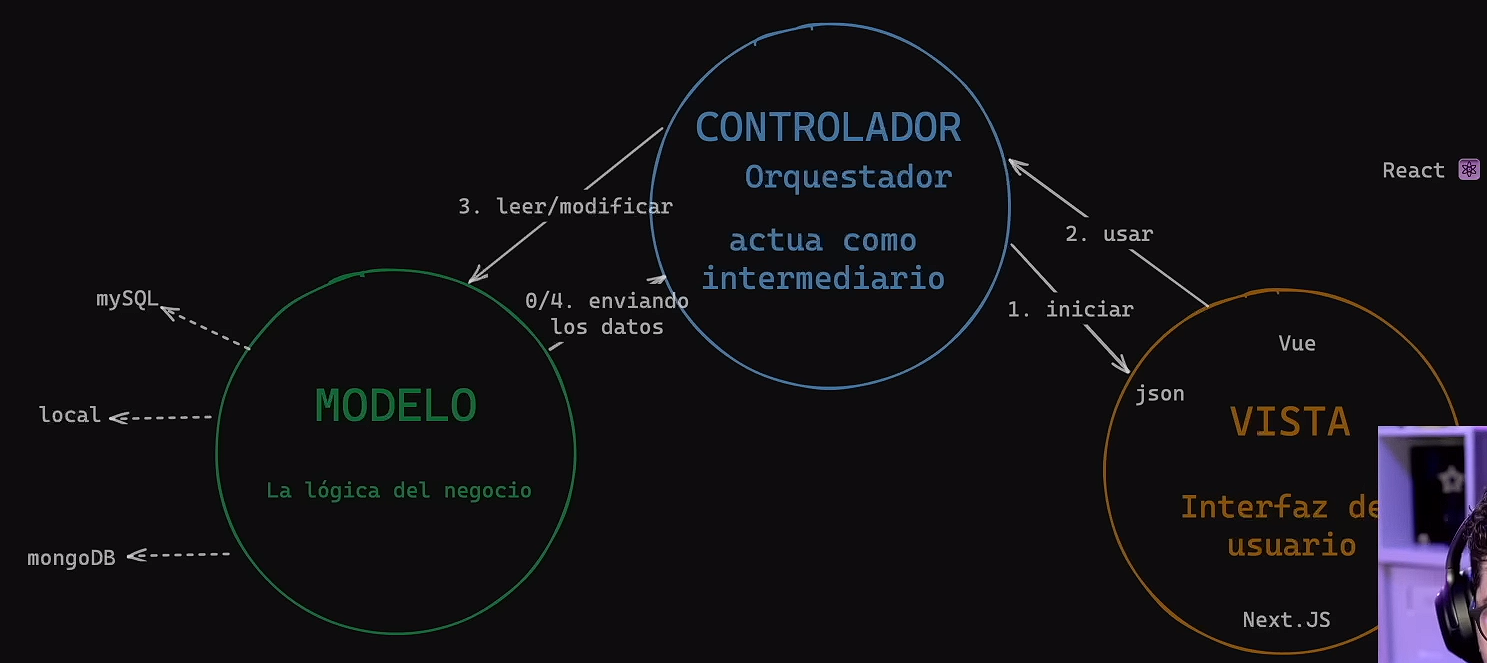 CONTROLADOR
Orquestador
actua como
intermediario
React
3. leer/modificar
2. usar
0/4. enviando
los datos
1. iniciar
mySQL
local
mongoDB
MODELO
La lógica del negocio
Vue
json
VISTA
Interfaz de
usuario
Next.JS